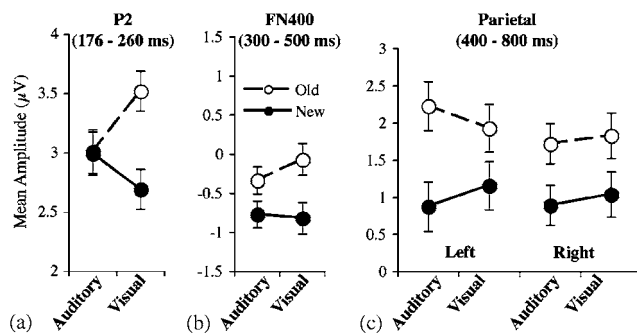 P2
(176 - 260 ms)
FN400
(300 - 500 ms)
Parietal
(400 - 800 ms)
Mean Amplitude (μV)
4
3.5
3
2.5
2
Auditory
Visual
(a)
1.5
1
0.5
0
-0.5
-1
-1.5
Old
New
Auditory
Visual
(b)
3
2.5
2
1.5
1
0.5
0
Left
Right
Auditory
Visual
Auditory
Visual
(c)